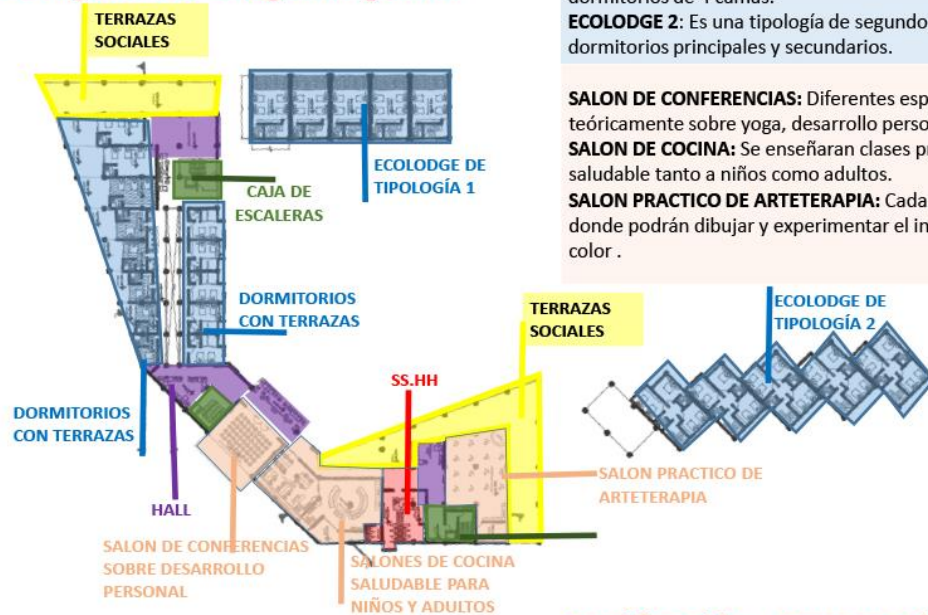 TERRAZAS
SOCIALES
dormitorios de 4 camas.
ECOLODGE 2: Es una tipología de segundo
dormitorios principales y secundarios.
SALON DE CONFERENCIAS: Diferentes esp
teóricamente sobre yoga, desarrollo perso
SALON DE COCINA: Se enseñaran clases pr
saludable tanto a niños como adultos.
SALON PRACTICO DE ARTETERAPIA: Cada
donde podrán dibujar y experimentar el in
color .
ECOLODGE DE
TIPOLOGÍA 1
CAJA DE
ESCALERAS
DORMITORIOS
CON TERRAZAS
TERRAZAS
SOCIALES
ECOLODGE DE
TIPOLOGÍA 2
SS.HH
DORMITORIOS
CON TERRAZAS
HALL
SALON PRACTICO DE
ARTETERAPIA
SALON DE CONFERENCIAS
SOBRE DESARROLLO
PERSONAL
SALONES DE COCINA
SALUDABLE PARA
NIÑOS Y ADULTOS